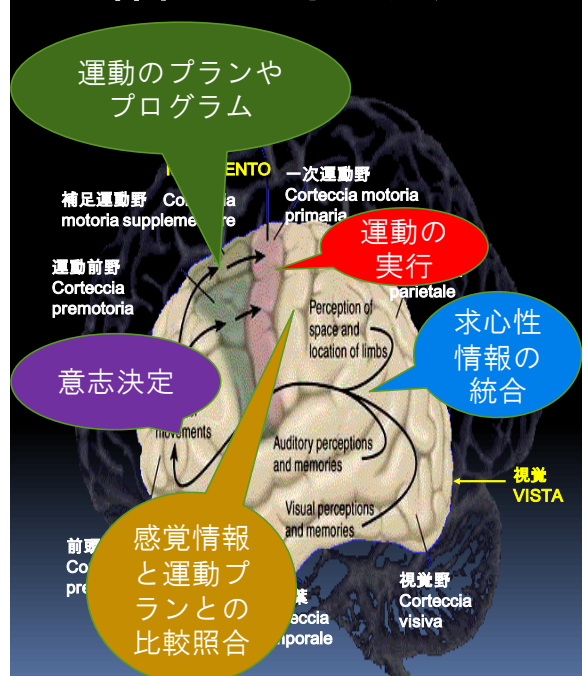 運動のプランや
プログラム
ENTO
一次運動野
Corteccia motoria
primaria
補足運動野
motoria supplementare
運動の
実行
運動前野
Corteccia
premotoria
parietale
Perception of
space and
location of limbs
求心性
情報の
統合
意志決定
movements
Auditory perceptions
and memories
視覚
VISTA
Visual perceptions
and memories
感覚情報
と運動プ
ランとの
比較照合
視覚野
Corteccia
visiva